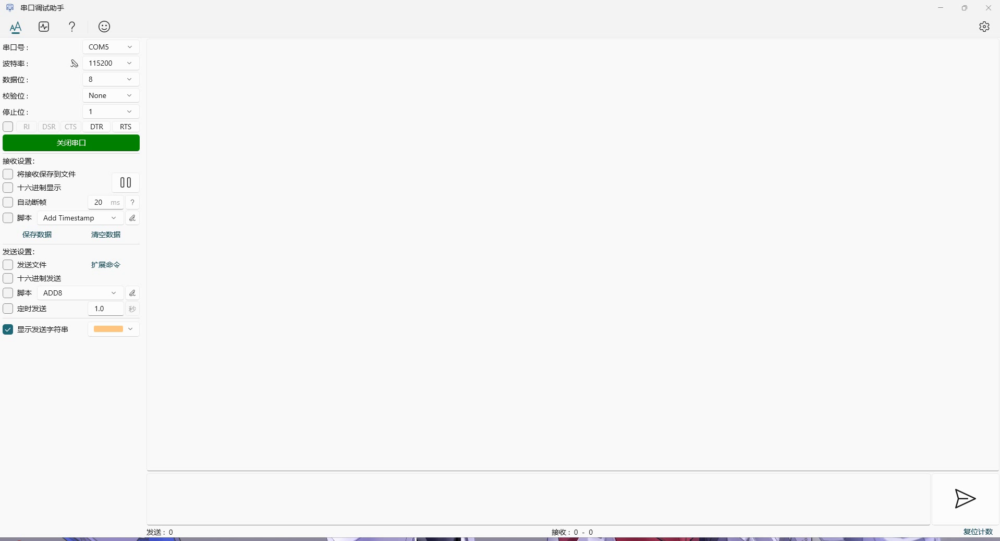 串口调试助手
串口号 :
COM5
波特率 :
115200
数据位 :
8
校验位 :
None
停止位 :
1
RI DSR CTS DTR RTS
关闭串口
接收设置:
将接收保存到文件
十六进制显示
自动断帧
20 ms ?
脚本 Add Timestamp
保存数据 清空数据
发送设置:
发送文件 扩展命令
十六进制发送
脚本 ADD8
定时发送 1.0 秒
显示发送字符串
发送 : 0
接收 : 0 - 0
复位计数